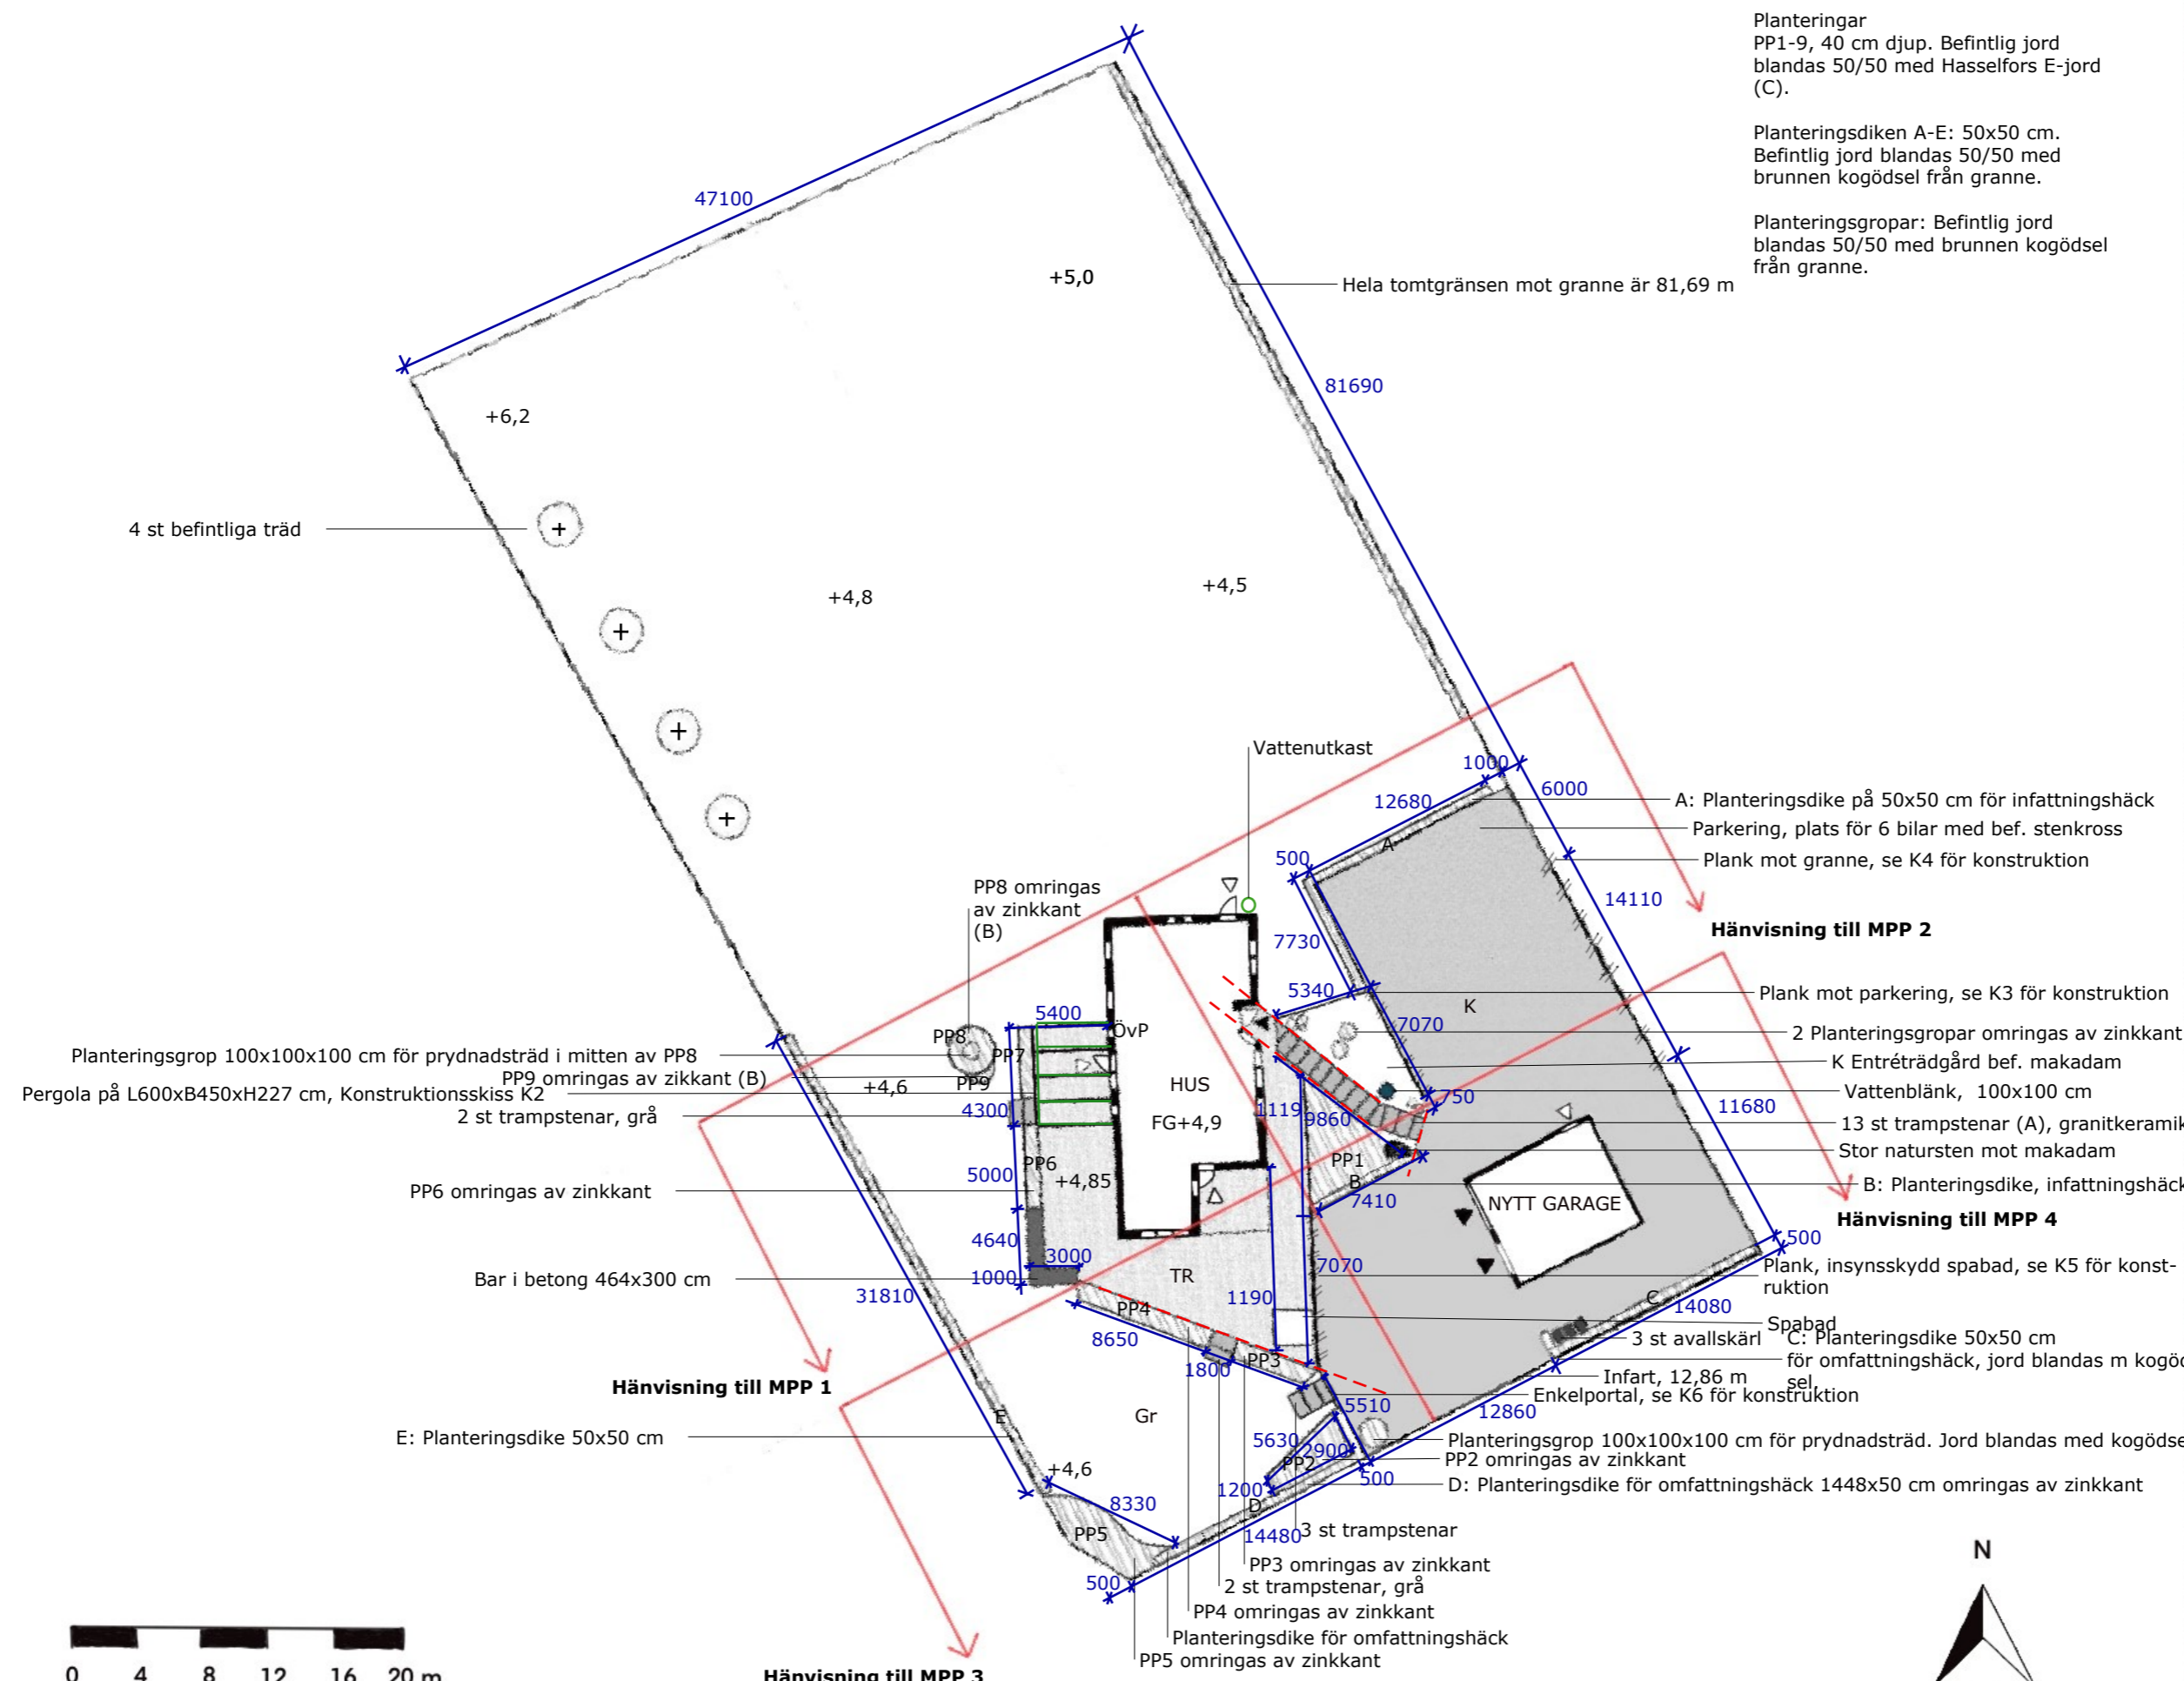 Planteringar
PP1-9, 40 cm djup. Befintlig jord
blandas 50/50 med Hasselfors E-jord
(C).
Planteringsdiken A-E: 50x50 cm.
Befintlig jord blandas 50/50 med
brunnen kogödsel från granne.
Planteringsgropar: Befintlig jord
blandas 50/50 med brunnen kogödsel
från granne.
47100
+5,0
Hela tomtgränsen mot granne är 81,69 m
81690
+6,2
4 st befintliga träd
+4,8
+4,5
Vattenutkast
1000
6000
12680
A: Planteringsdike på 50x50 cm för infattningshäck
Parkering, plats för 6 bilar med bef. stenkross
A
500
Plank mot granne, se K4 för konstruktion
PP8 omringas
av zinkkant
(B)
14110
Hänvisning till MPP 2
7730
5340
Plank mot parkering, se K3 för konstruktion
K
5400
ÖvP
7070
2 Planteringsgropar omringas av zinkkant
PP8
PP7
Planteringsgrop 100x100x100 cm för prydnadsträd i mitten av PP8
K Entréträdgård bef. makadam
PP9 omringas av zikkant (B)
PP9
+4,6
HUS
Pergola på L600xB450xH227 cm, Konstruktionsskiss K2
Vattenblänk, 100x100 cm
750
11680
4300
1119
9860
2 st trampstenar, grå
FG+4,9
13 st trampstenar (A), granitkeramik
Stor natursten mot makadam
PP6
PP1
5000
+4,85
B
B: Planteringsdike, infattningshäck
PP6 omringas av zinkkant
7410
NYTT GARAGE
Hänvisning till MPP 4
4640
3000
500
7070
Plank, insynsskydd spabad, se K5 för konst-
ruktion
Bar i betong 464x300 cm
1000
TR
31810
1190
C
14080
PP4
Spabad
8650
3 st avallskärl
C: Planteringsdike 50x50 cm
för omfattningshäck, jord blandas m kogöd
sel
PP3
1800
Infart, 12,86 m
Hänvisning till MPP 1
Enkelportal, se K6 för konstruktion
5510
12860
E
Gr
E: Planteringsdike 50x50 cm
5630
2900
Planteringsgrop 100x100x100 cm för prydnadsträd. Jord blandas med kogödse
PP2 omringas av zinkkant
PP2
+4,6
500
1200
D: Planteringsdike för omfattningshäck 1448x50 cm omringas av zinkkant
8330
D
PP5
14480
3 st trampstenar
PP3 omringas av zinkkant
500
2 st trampstenar, grå
PP4 omringas av zinkkant
Planteringsdike för omfattningshäck
PP5 omringas av zinkkant
N
0 4 8 12 16 20 m
Hänvisning till MPP 3